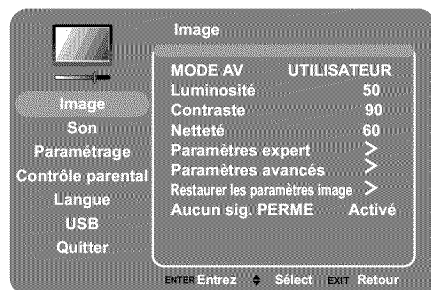 Image
MODE AV UTILISATEUR
Luminosité 50
Contraste 90
Netteté 60
Paramètres expert >
Paramètres avancés >
Restaurer les paramètres image >
Aucun sig. PERME Activé
Image
Son
Paramétrage
Contrôle parental
Langue
USB
Quitter
ENTER Entrez Sélect EXIT Retour